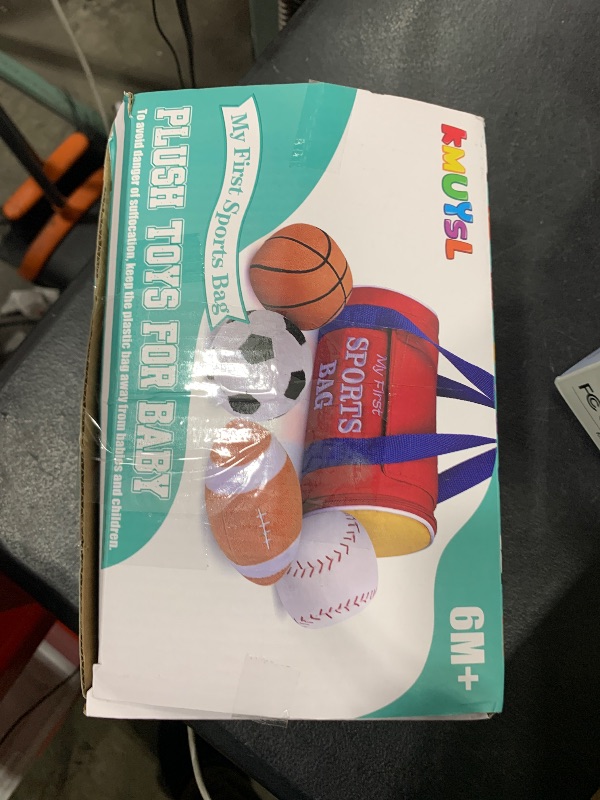 KMUYSL
My First Sports Bag
My First
SPORTS
BAG
6M+
PLUSH TOYS FOR BABY
To avoid danger of suffocation, keep the plastic bag away from babies and children.
FC